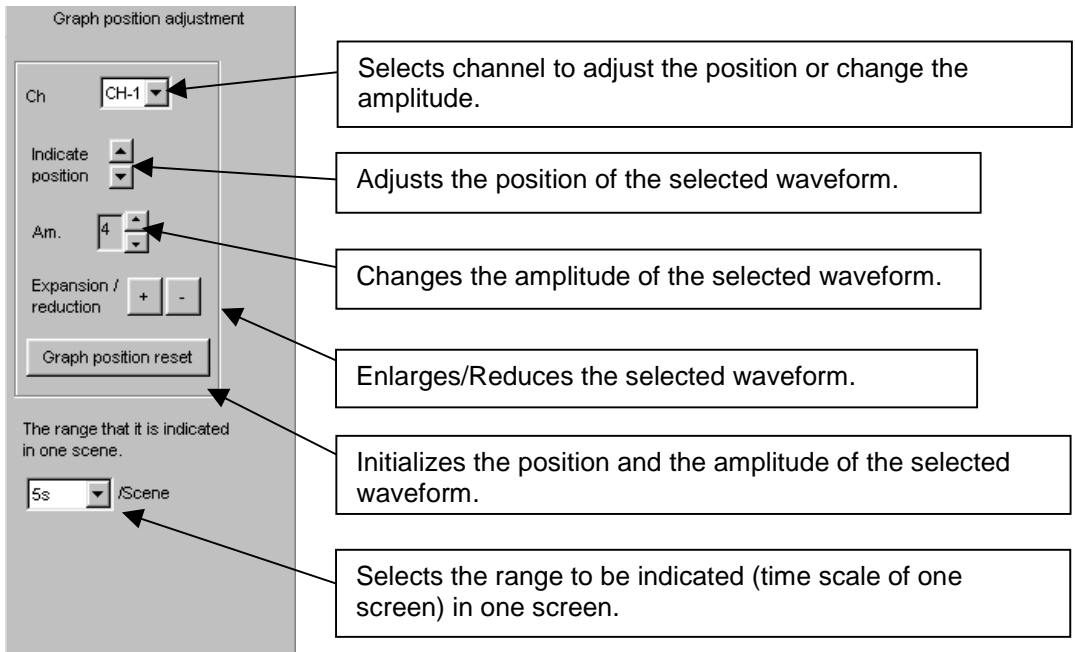 Graph position adjustment
Ch
CH-1
Selects channel to adjust the position or change the
amplitude.
Indicate
position
Adjusts the position of the selected waveform.
Am.
4
Changes the amplitude of the selected waveform.
Expansion /
reduction
+
-
Enlarges/Reduces the selected waveform.
Graph position reset
Initializes the position and the amplitude of the selected
waveform.
The range that it is indicated
in one scene.
5s
/Scene
Selects the range to be indicated (time scale of one
screen) in one screen.